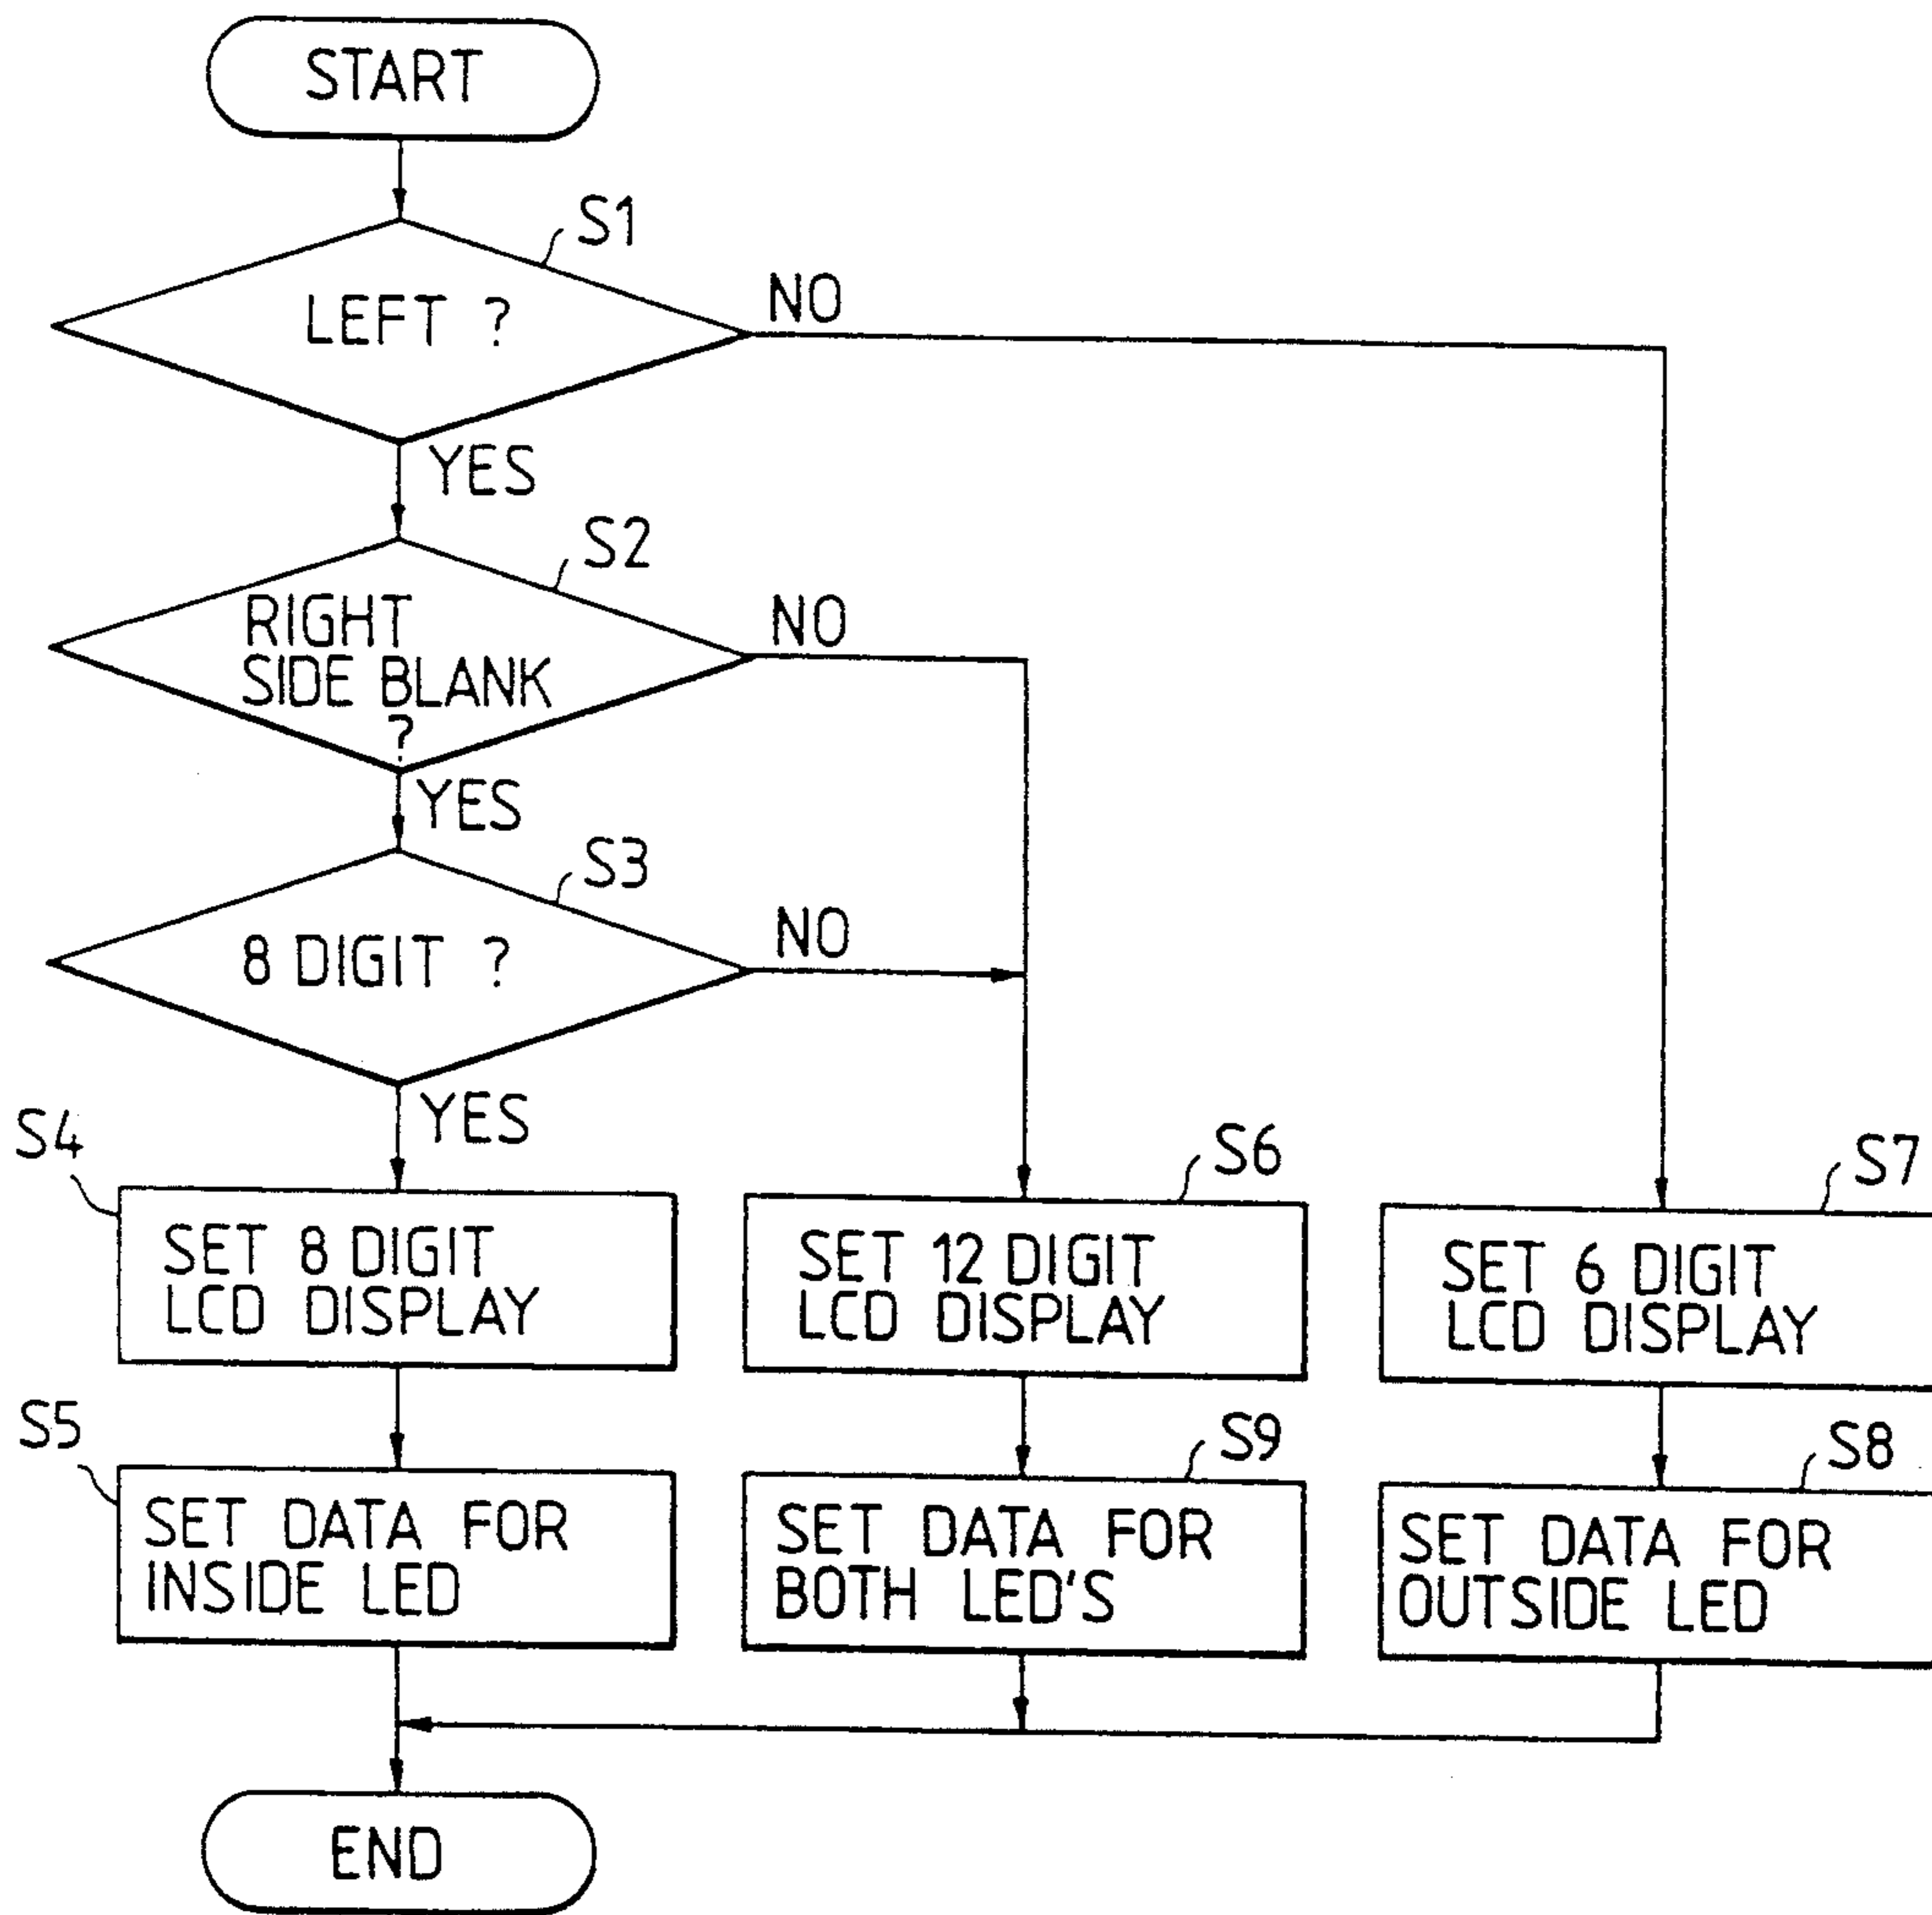 START
S1
LEFT ?
NO
YES
S2
RIGHT
SIDE BLANK
?
NO
YES
S3
8 DIGIT ?
NO
YES
S4
SET 8 DIGIT
LCD DISPLAY
S6
SET 12 DIGIT
LCD DISPLAY
S7
SET 6 DIGIT
LCD DISPLAY
S5
SET DATA FOR
INSIDE LED
S9
SET DATA FOR
BOTH LED'S
S8
SET DATA FOR
OUTSIDE LED
END